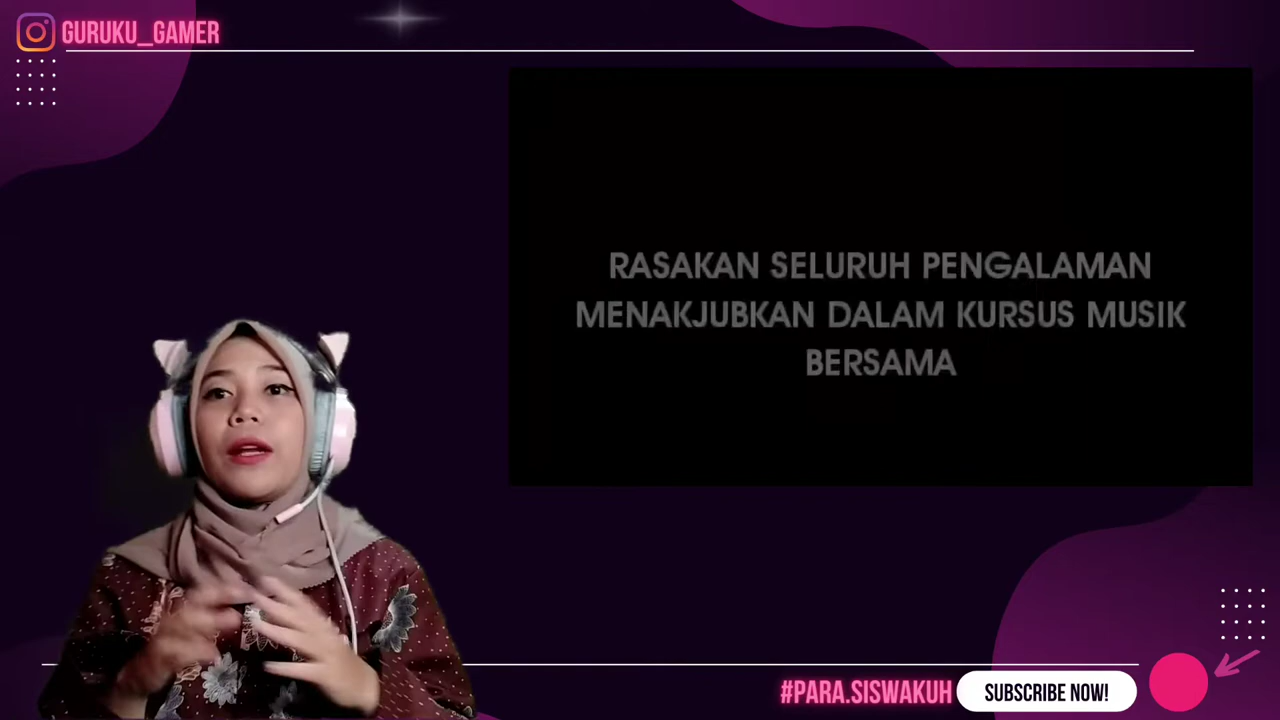 GURUKU_GAMER
RASAKAN SELURUH PENGALAMAN
MENAKJUBKAN DALAM KURSUS MUSIK
BERSAMA
#PARA.SISWAKUH
SUBSCRIBE NOW!